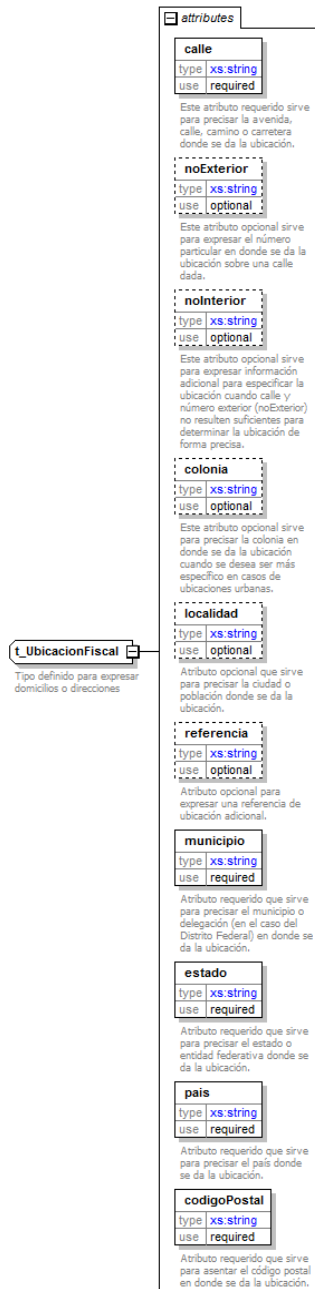 attributes
calle
type xs:string
use required
Este atributo requerido sirve
para precisar la avenida,
calle, camino o carretera
donde se da la ubicación.
noExterior
type xs:string
use optional
Este atributo opcional sirve
para expresar el número
particular en donde se da la
ubicación sobre una calle
dada.
noInterior
type xs:string
use optional
Este atributo opcional sirve
para expresar información
adicional para especificar la
ubicación cuando calle y
número exterior (noExterior)
no resulten suficientes para
determinar la ubicación de
forma precisa.
colonia
type xs:string
use optional
Este atributo opcional sirve
para precisar la colonia en
donde se da la ubicación
cuando se desea ser más
específico en casos de
ubicaciones urbanas.
localidad
type xs:string
use optional
Atributo opcional que sirve
para precisar la ciudad o
población donde se da la
ubicación.
t_UbicacionFiscal
Tipo definido para expresar
domicilios o direcciones
referencia
type xs:string
use optional
Atributo opcional para
expresar una referencia de
ubicación adicional.
municipio
type xs:string
use required
Atributo requerido que sirve
para precisar el municipio o
delegación (en el caso del
Distrito Federal) en donde se
da la ubicación.
estado
type xs:string
use required
Atributo requerido que sirve
para precisar el estado o
entidad federativa donde se
da la ubicación.
pais
type xs:string
use required
Atributo requerido que sirve
para precisar el país donde
se da la ubicación.
codigoPostal
type xs:string
use required
Atributo requerido que sirve
para asentar el código postal
en donde se da la ubicación.